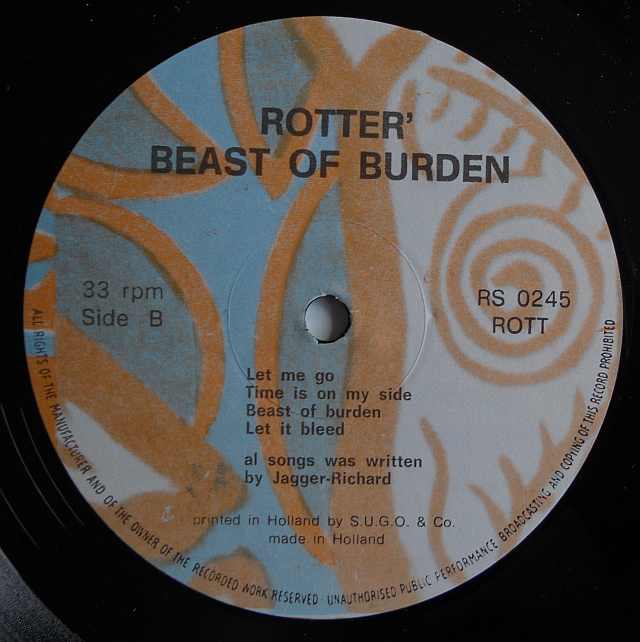 ROTTER'
BEAST OF BURDEN
33 rpm
Side B
RS 0245
ROTT
Let me go
Time is on my side
Beast of burden
Let it bleed
al songs was written
by Jagger-Richard
printed in Holland by S.U.G.O. & Co.
made in Holland
ALL RIGHTS OF THE MANUFACTURER AND OF THE OWNER OF THE RECORDED WORK RESERVED · UNAUTHORISED PUBLIC PERFORMANCE BROADCASTING AND COPYING OF THIS RECORD PROHIBITED